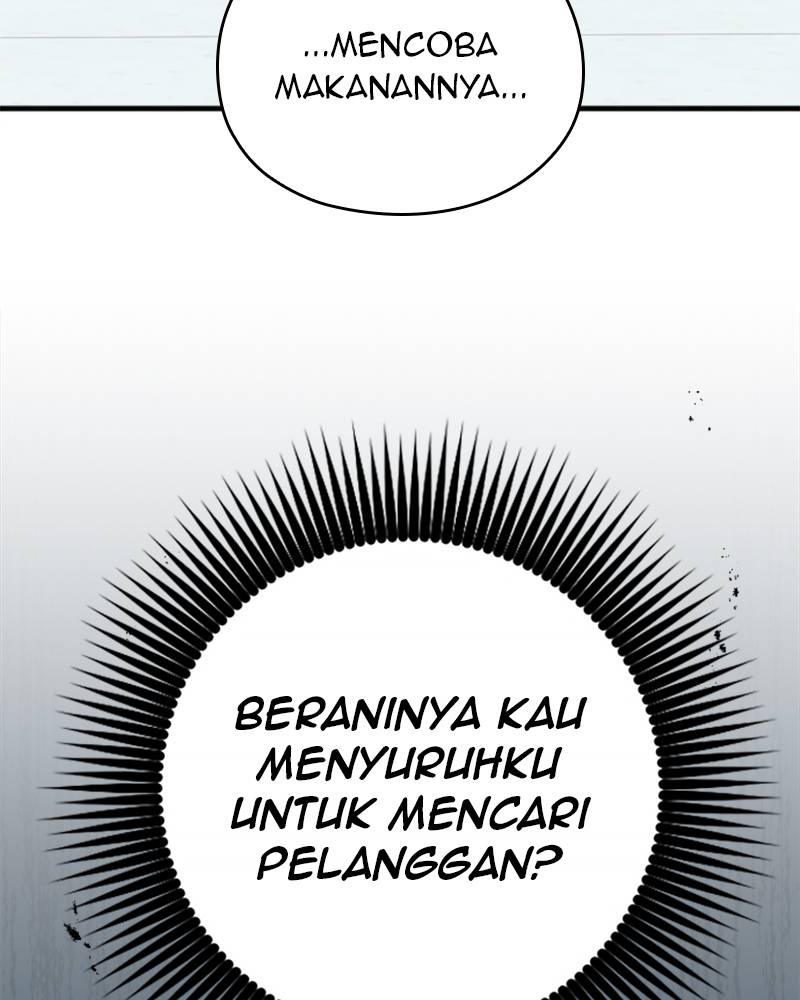 ...MENCOBA
MAKANANNYA...
BERANINYA KAU
MENYURUHKU
UNTUK MENCARI
PELANGGAN?